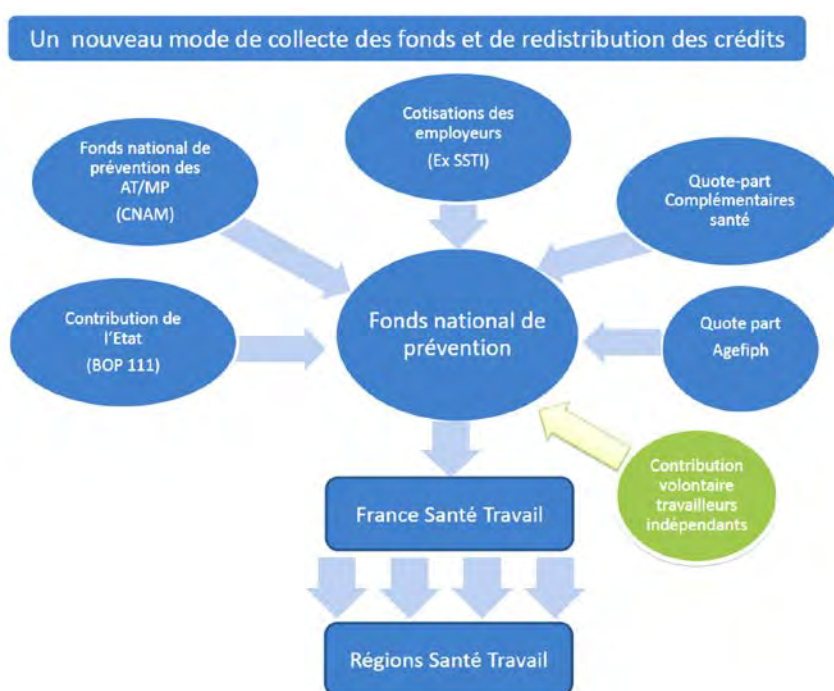 Un nouveau mode de collecte des fonds et de redistribution des crédits
Cotisations des
employeurs
(Ex SSTI)
Fonds national de
prévention des
AT/MP
(CNAM)
Quote-part
Complémentaires
santé
Contribution de
l'Etat
(BOP 111)
Fonds national de
prévention
Quote part
Agefiph
Contribution
volontaire
travailleurs
indépendants
France Santé Travail
Régions Santé Travail